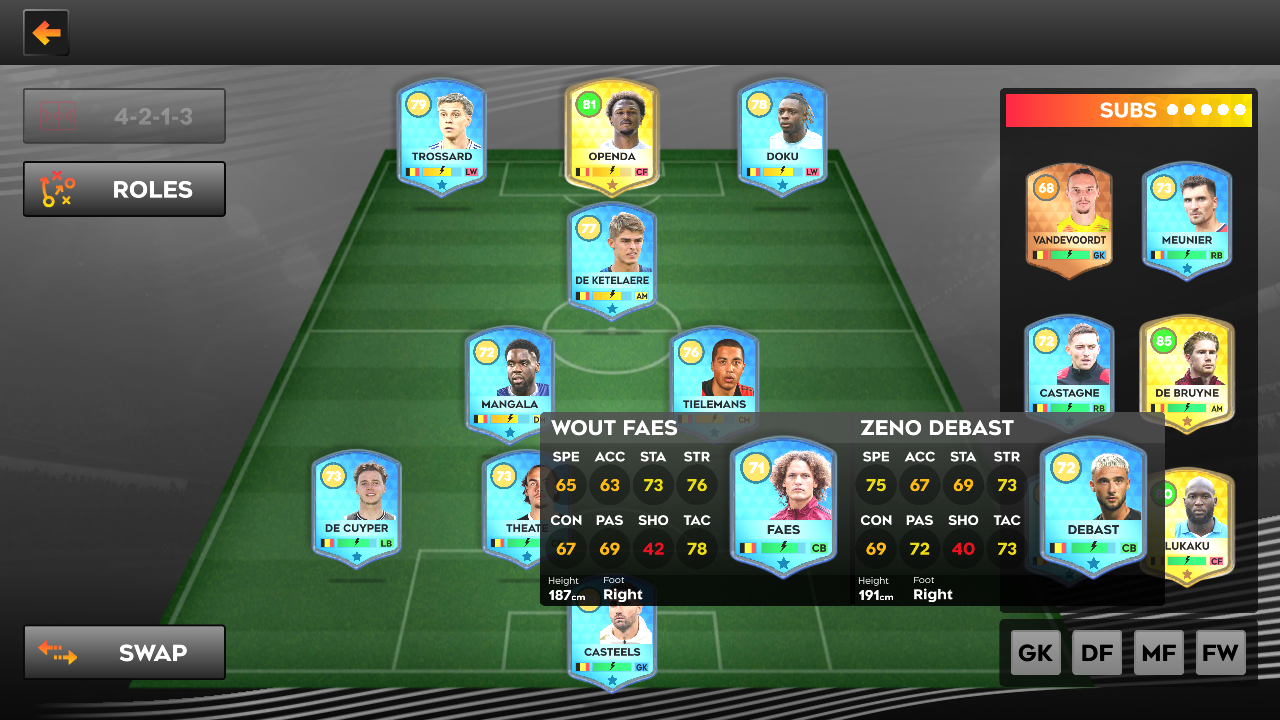 79
TROSSARD
LW
81
OPENDA
CF
78
DOKU
LW
4-2-1-3
ROLES
77
DE KETELAERE
AM
72
MANGALA
76
TIELEMANS
CM
73
DE CUYPER
LB
73
THEATE
CASTEELS
GK
SUBS
68
VANDEVOORDT
GK
73
MEUNIER
RB
72
CASTAGNE
RB
85
DE BRUYNE
AM
LUKAKU
CF
WOUT FAES
SPE ACC STA STR
65 63 73 76
CON PAS SHO TAC
67 69 42 78
Height Foot
187cm Right
71
FAES
CB
ZENO DEBAST
SPE ACC STA STR
75 67 69 73
CON PAS SHO TAC
69 72 40 73
Height Foot
191cm Right
72
DEBAST
CB
SWAP
GK DF MF FW